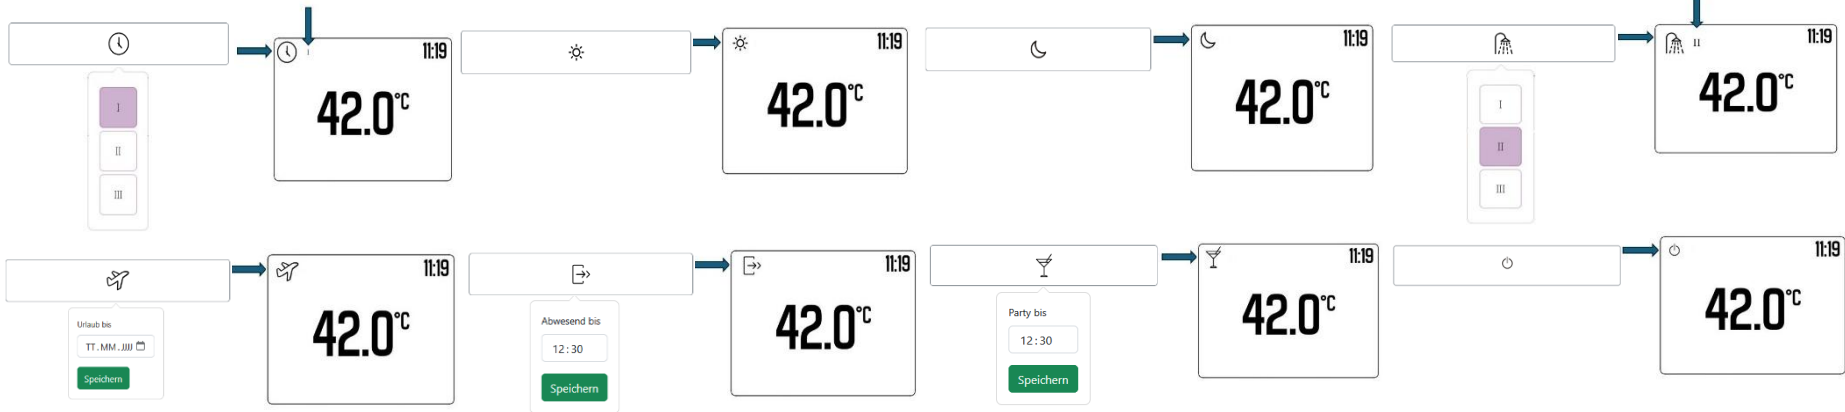 I
11:19
42.0°C
I
II
III
11:19
42.0°C
11:19
42.0°C
II
11:19
42.0°C
I
II
III
11:19
42.0°C
Urlaub bis
TT.MM.JJJJ
Speichern
11:19
42.0°C
Abwesend bis
12:30
Speichern
11:19
42.0°C
Party bis
12:30
Speichern
11:19
42.0°C